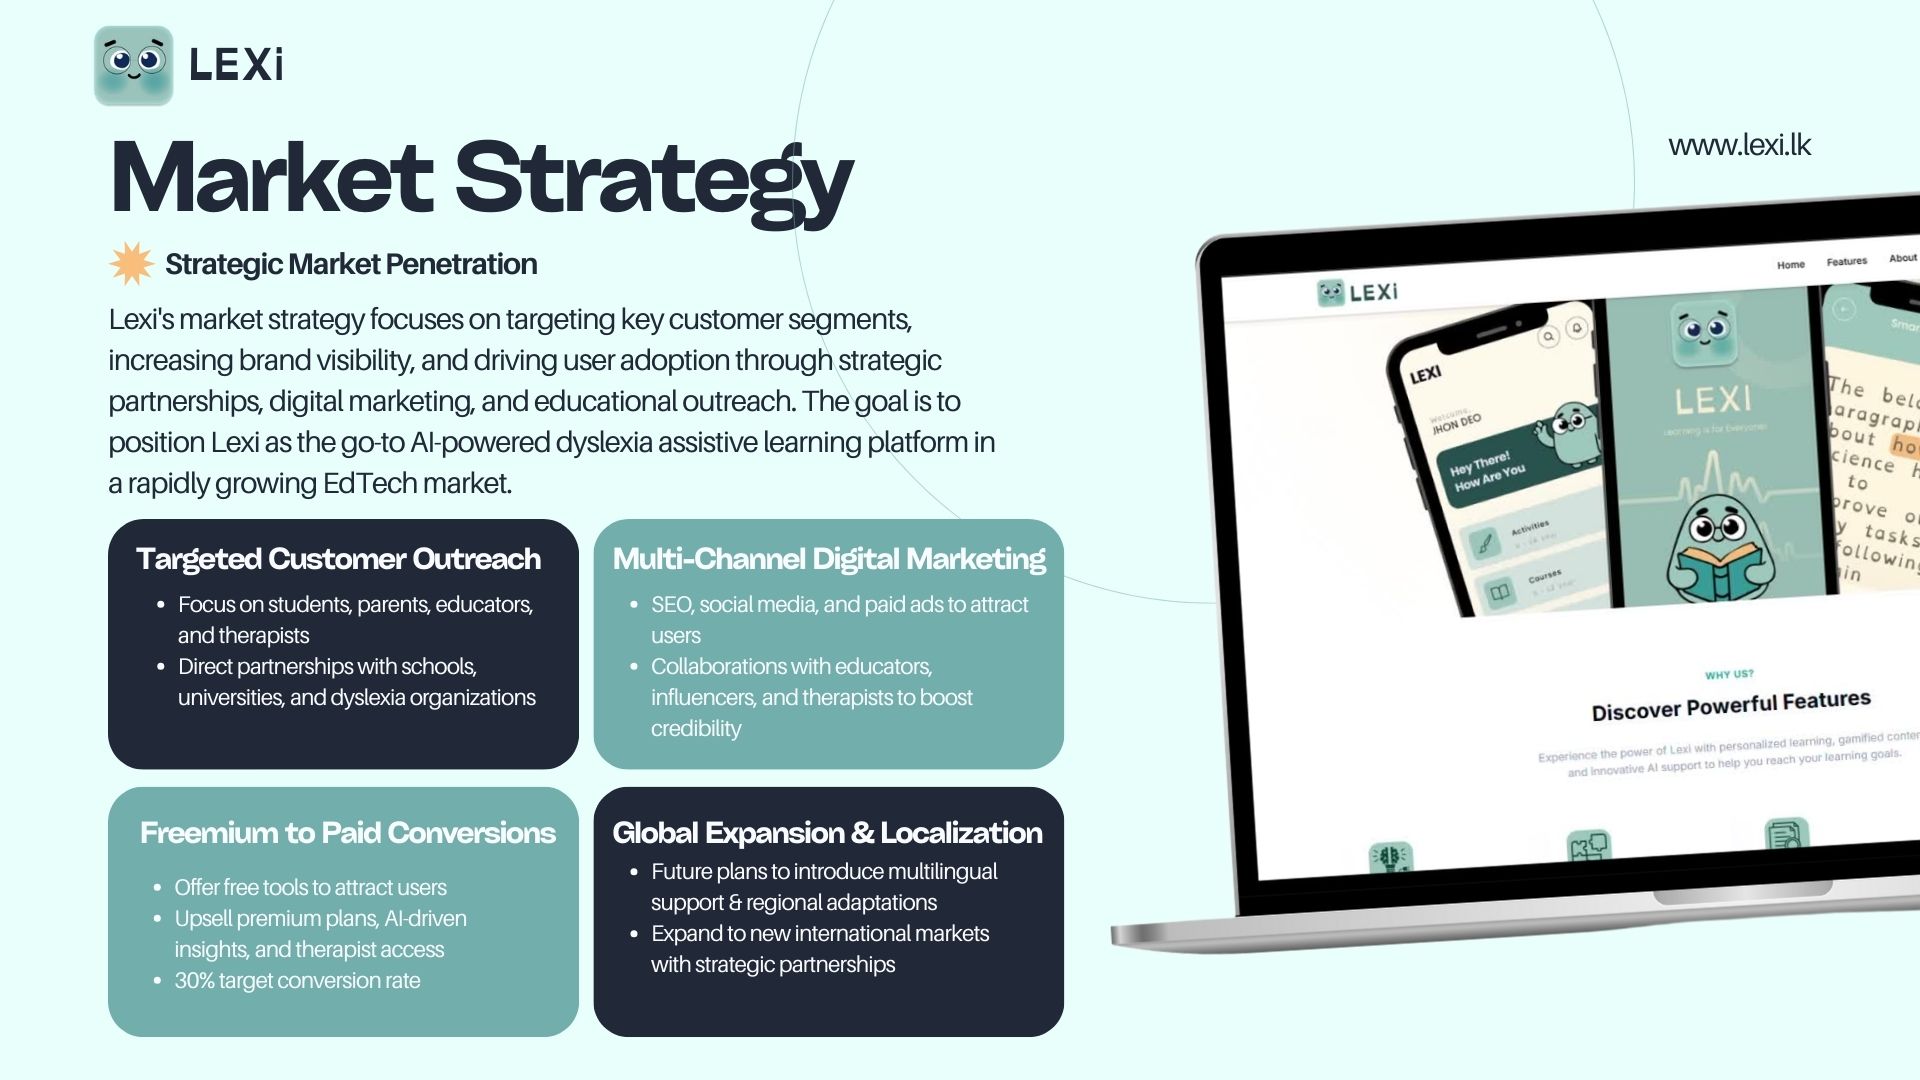 LEXi
Market Strategy
www.lexi.lk
Strategic Market Penetration
Lexi's market strategy focuses on targeting key customer segments,
increasing brand visibility, and driving user adoption through strategic
partnerships, digital marketing, and educational outreach. The goal is to
position Lexi as the go-to AI-powered dyslexia assistive learning platform in
a rapidly growing EdTech market.
Targeted Customer Outreach
• Focus on students, parents, educators,
and therapists
• Direct partnerships with schools,
universities, and dyslexia organizations
Multi-Channel Digital Marketing
• SEO, social media, and paid ads to attract
users
• Collaborations with educators,
influencers, and therapists to boost
credibility
Freemium to Paid Conversions
• Offer free tools to attract users
• Upsell premium plans, AI-driven
insights, and therapist access
• 30% target conversion rate
Global Expansion & Localization
• Future plans to introduce multilingual
support & regional adaptations
• Expand to new international markets
with strategic partnerships
LEXi
Home Features About
LEXI
Welcome,
JHON DEO
Hey There!
How Are You
Activities
Courses
LEXI
Learning is for Everyone!
The
bout
to
tasks
WHY US?
Discover Powerful Features
Experience the power of Lexi with personalized learning, gamified
and innovative AI support to help you reach your learning goals.